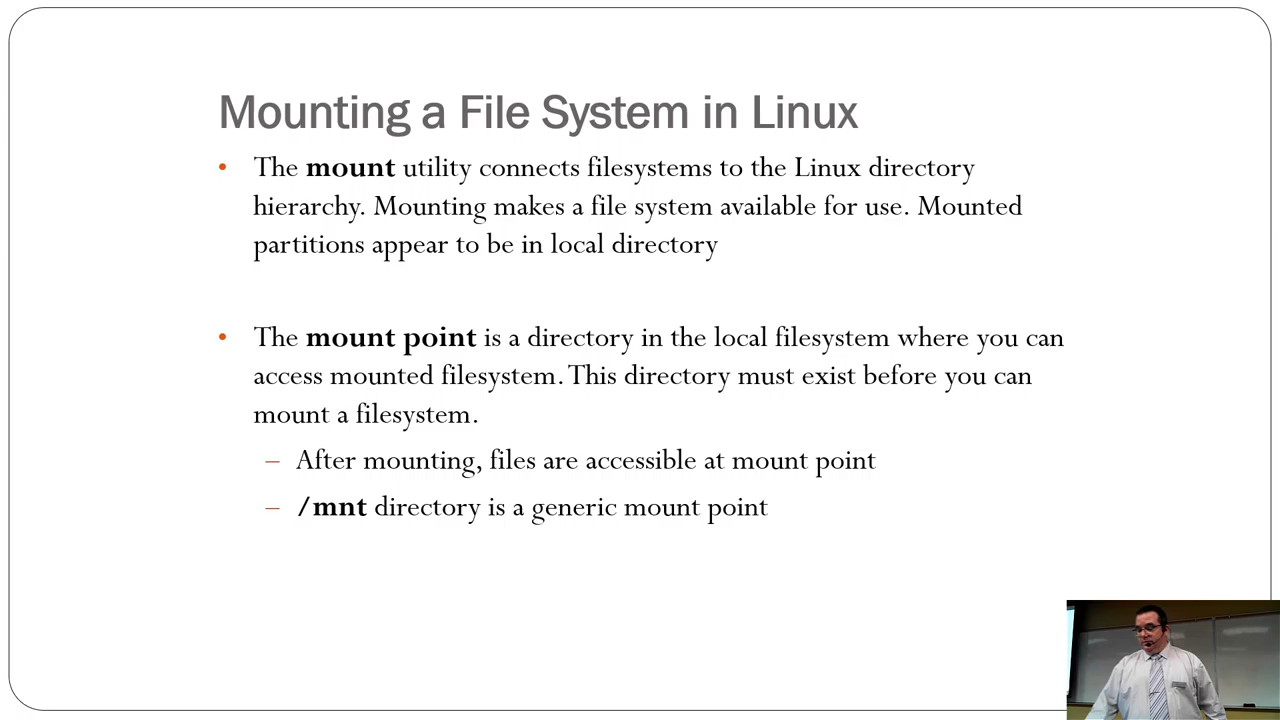 Mounting a File System in Linux
• The mount utility connects filesystems to the Linux directory
hierarchy. Mounting makes a file system available for use. Mounted
partitions appear to be in local directory
• The mount point is a directory in the local filesystem where you can
access mounted filesystem. This directory must exist before you can
mount a filesystem.
– After mounting, files are accessible at mount point
– /mnt directory is a generic mount point